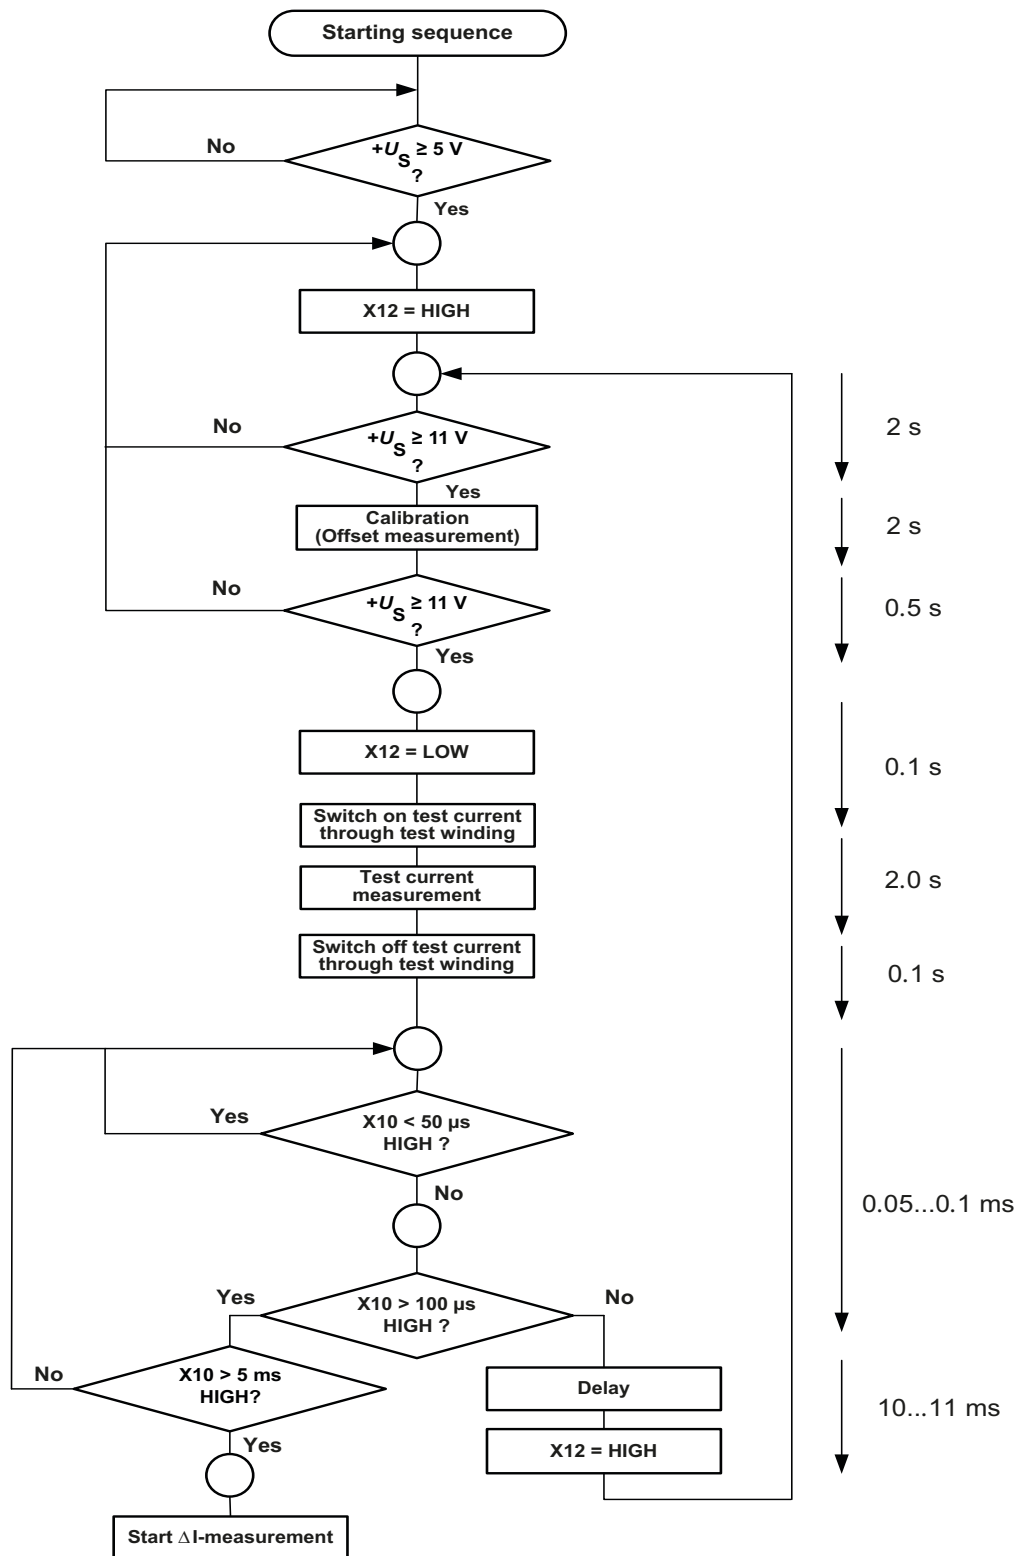 Starting sequence
No
+US ≥ 5 V
?
Yes
X12 = HIGH
No
+US ≥ 11 V
?
2 s
Yes
Calibration
(Offset measurement)
2 s
No
+US ≥ 11 V
?
0.5 s
Yes
X12 = LOW
0.1 s
Switch on test current
through test winding
Test current
measurement
2.0 s
Switch off test current
through test winding
0.1 s
Yes
X10 < 50 µs
HIGH ?
No
0.05...0.1 ms
Yes
X10 > 100 µs
HIGH ?
No
No
X10 > 5 ms
HIGH?
Delay
10...11 ms
Yes
X12 = HIGH
Start ΔI-measurement